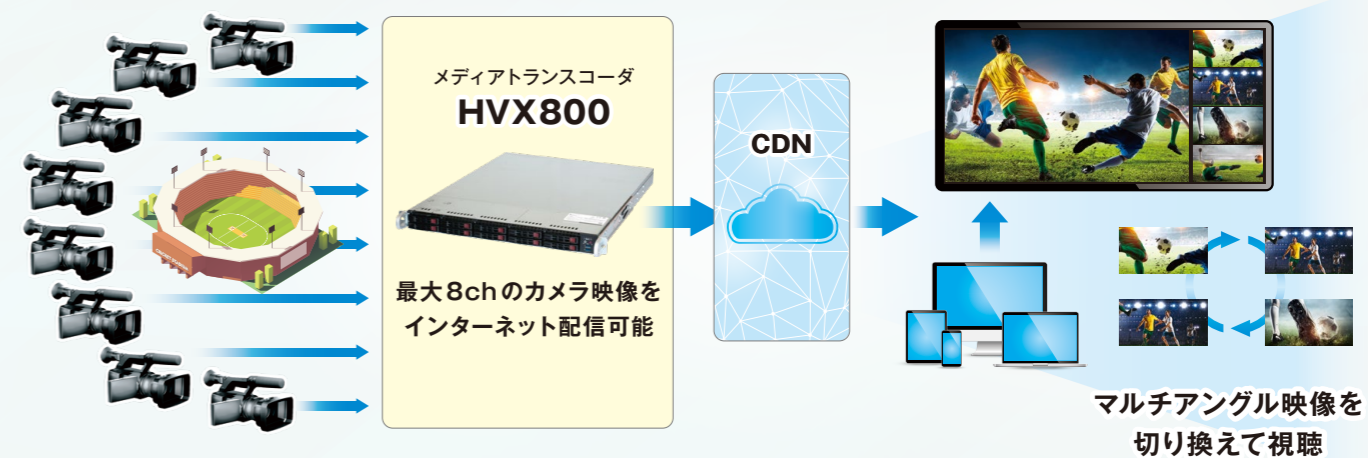 メディアトランスコーダ
HVX800
最大8chのカメラ映像を
インターネット配信可能
CDN
マルチアングル映像を
切り換えて視聴